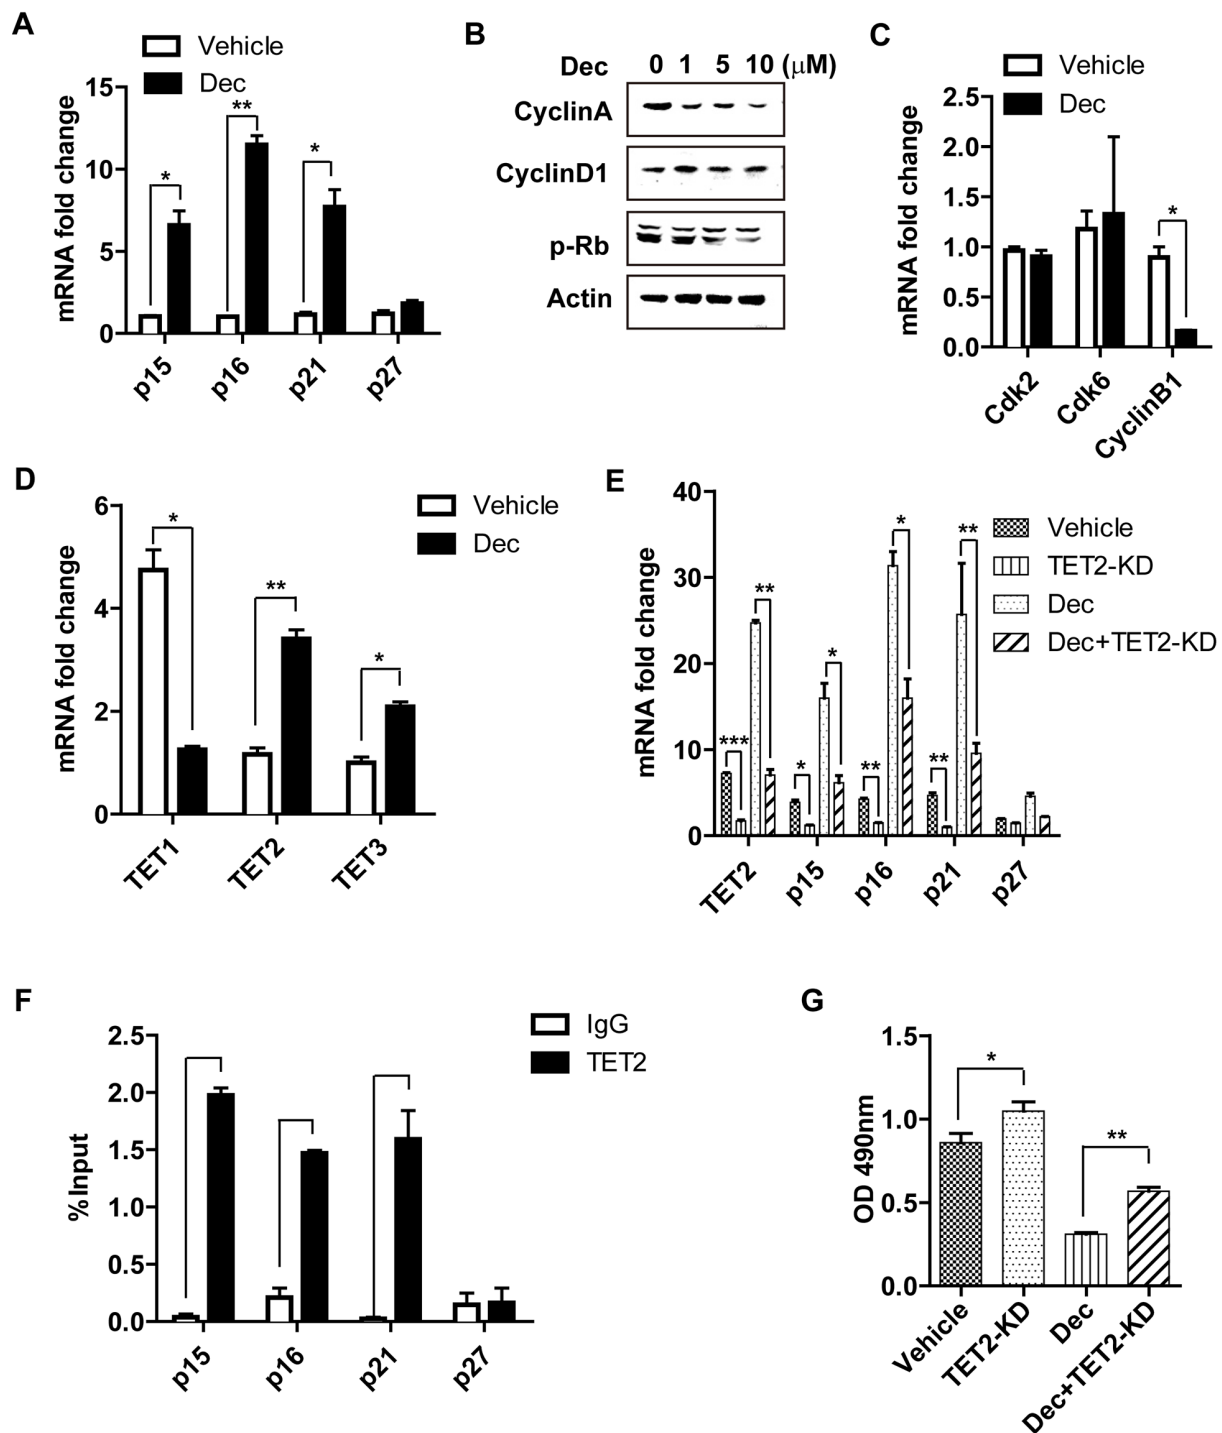 A
Vehicle
Dec
mRNA fold change
15
10
5
0
*
**
*
p15
p16
p21
p27
B
Dec 0 1 5 10 (μM)
CyclinA
CyclinD1
p-Rb
Actin
C
Vehicle
Dec
mRNA fold change
2.5
2.0
1.5
1.0
0.5
0.0
*
Cdk2
Cdk6
CyclinB1
D
Vehicle
Dec
mRNA fold change
6
4
2
0
*
**
*
TET1
TET2
TET3
E
Vehicle
TET2-KD
Dec
Dec+TET2-KD
mRNA fold change
40
30
20
10
0
***
**
*
*
**
*
**
**
TET2
p15
p16
p21
p27
F
IgG
TET2
%Input
2.5
2.0
1.5
1.0
0.5
0.0
p15
p16
p21
p27
G
OD 490nm
1.5
1.0
0.5
0.0
*
**
Vehicle
TET2-KD
Dec
Dec+TET2-KD